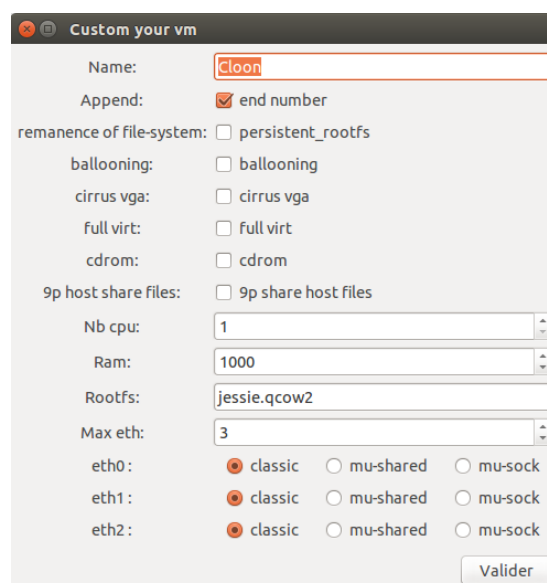 Custom your vm
Name: Cloon
Append: end number
remanence of file-system: persistent_rootfs
ballooning: ballooning
cirrus vga: cirrus vga
full virt: full virt
cdrom: cdrom
9p host share files: 9p share host files
Nb cpu: 1
Ram: 1000
Rootfs: jessie.qcow2
Max eth: 3
eth0 : classic mu-shared mu-sock
eth1 : classic mu-shared mu-sock
eth2 : classic mu-shared mu-sock
Valider